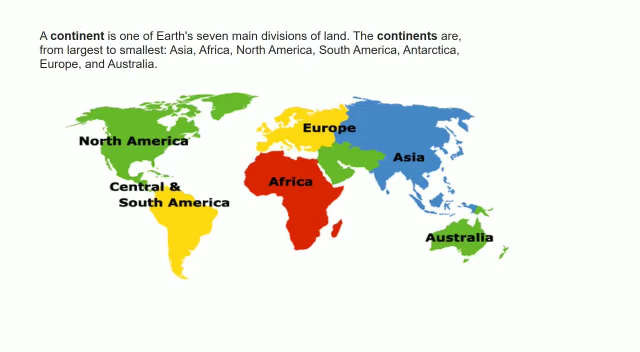 A continent is one of Earth's seven main divisions of land. The continents are,
from largest to smallest: Asia, Africa, North America, South America, Antarctica,
Europe, and Australia.
Europe
North America
Asia
Africa
Central &
South America
Australia